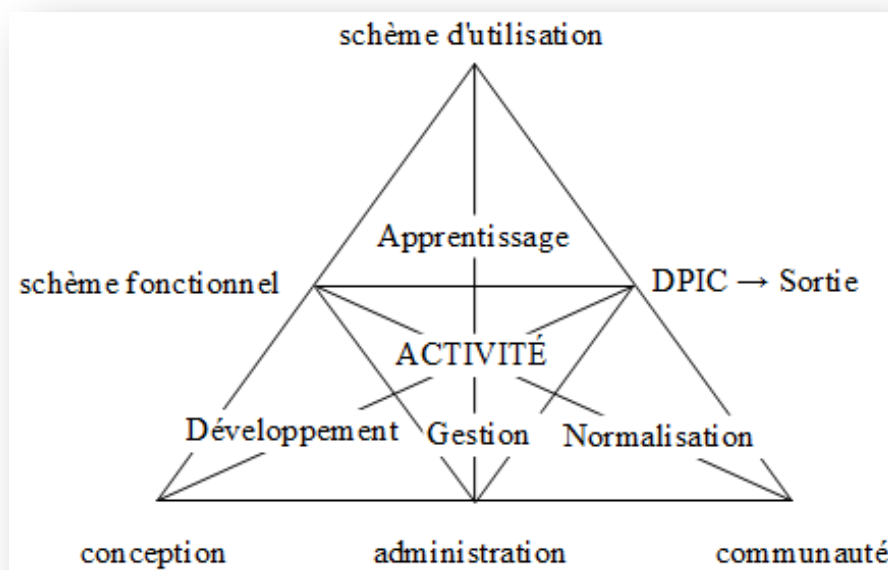 schème d'utilisation
Apprentissage
schème fonctionnel
DPIC → Sortie
ACTIVITÉ
Développement
Gestion
Normalisation
conception
administration
communauté